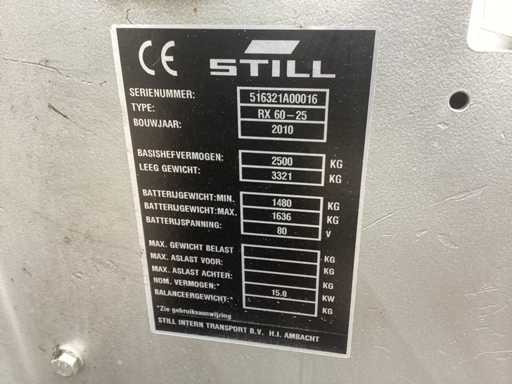 CE STILL
SERIENUMMER: 516321A00016
TYPE: RX 60-25
BOUWJAAR: 2010
BASISHEFVERMOGEN: 2500 KG
LEEG GEWICHT: 3321 KG
BATTERIJGEWICHT:MIN. 1480 KG
BATTERIJGEWICHT:MAX. 1636 KG
BATTERIJSPANNING: 80 V
MAX. GEWICHT BELAST KG
MAX. ASLAST VOOR: KG
MAX. ASLAST ACHTER: KG
NOM. VERMOGEN:* 15.0 KW
BALANCEERGEWICHT:* KG
*Zie gebruiksaanwijzing
STILL INTERN TRANSPORT B.V. H.I. AMBACHT